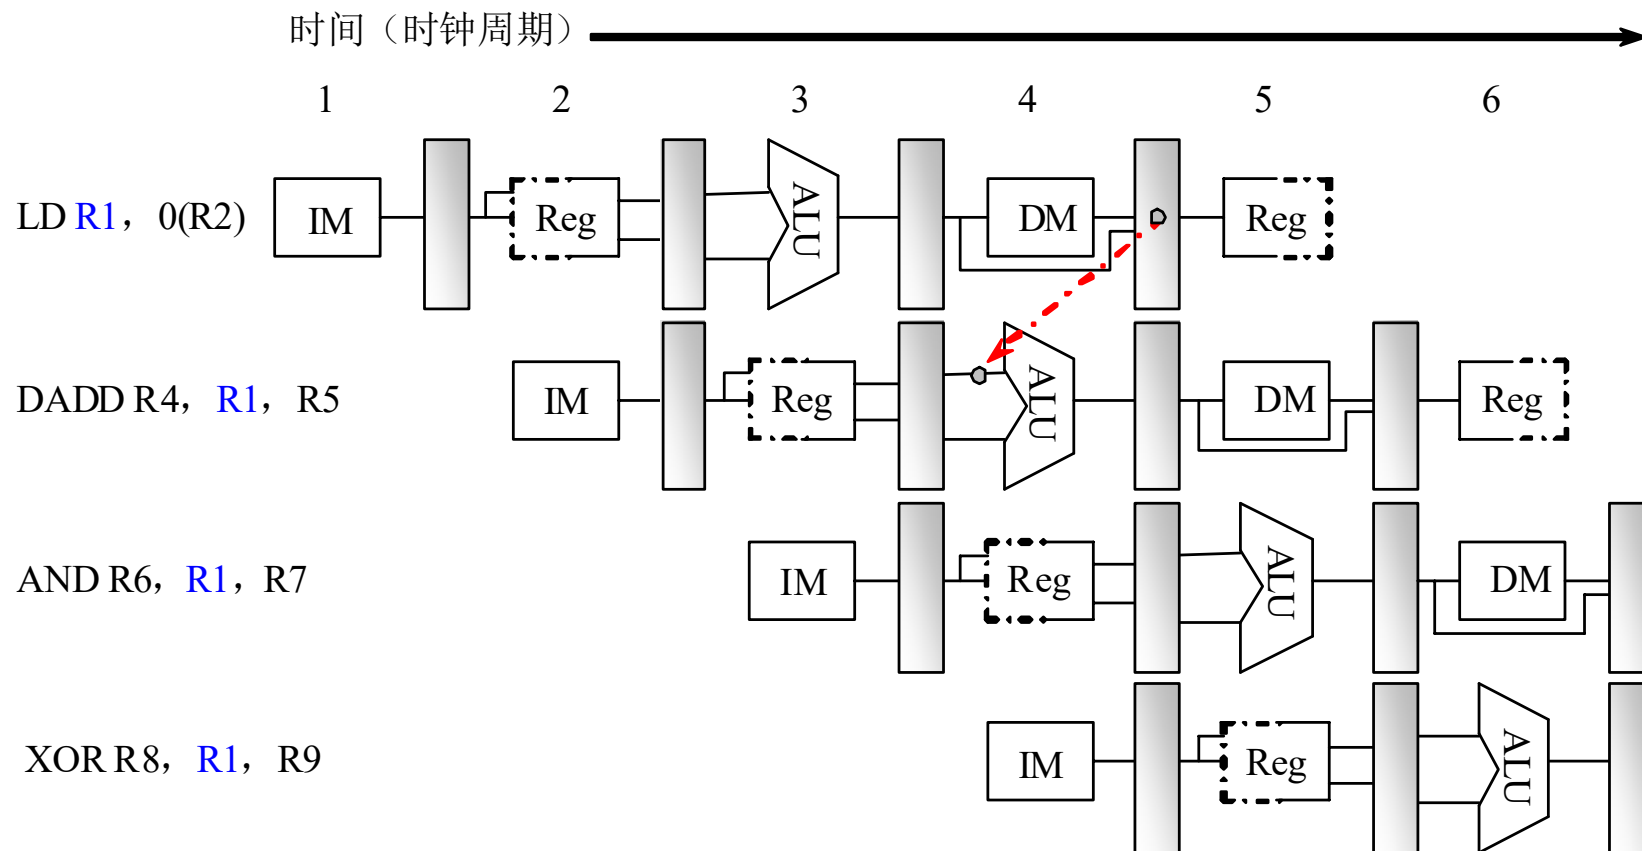 时间（时钟周期）
1 2 3 4 5 6
LD R1，0(R2) IM Reg ALU DM Reg
DADD R4，R1，R5 IM Reg ALU DM Reg
AND R6，R1，R7 IM Reg ALU DM
XOR R8，R1，R9 IM Reg ALU